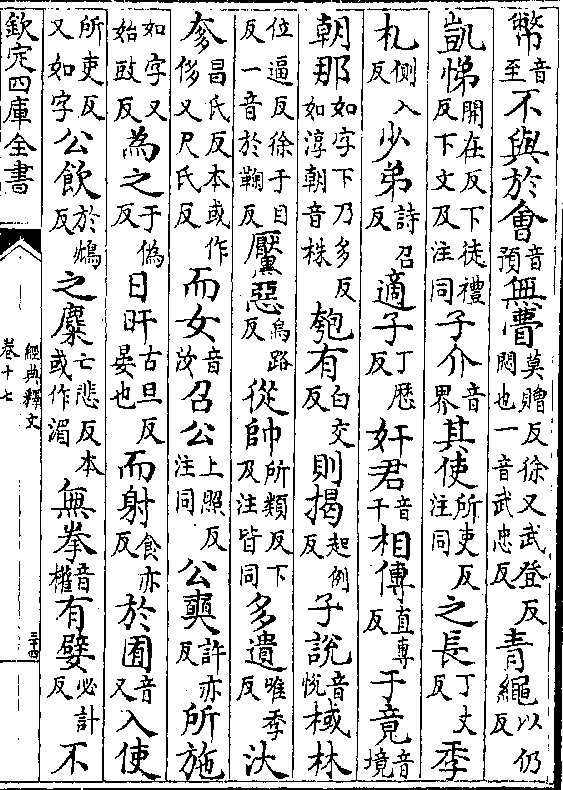 幣音至不與於會音預無瞢莫贈反徐又武登反悶也一音武忠反青蠅以仍反
凱悌開在反下徒禮反下文及注同子介音界其使所吏反注同之長丁丈反季
札側入反少弟詩召反適子丁歷反奸君音干相傳直專反于竟音境
朝那如字下乃多反如淳朝音株匏有白交反則揭起例反子說音悅棫林
位逼反徐于目反一音於鞠反黶惡烏路反從帥所類反下及注皆同多遺唯季反汏
奓昌氏反本或作侈又尺氏反而女音汝召公上照反注同公奭許亦反所施
如字又始豉反為之于偽反日旰古旦反晏也而射食亦反於囿音又入使
所吏反又如字公飲於鴆反之麋亡悲反本或作湄無拳音權有嬖必計反不
欽定四庫全書
經典釋文
卷十七
三十四